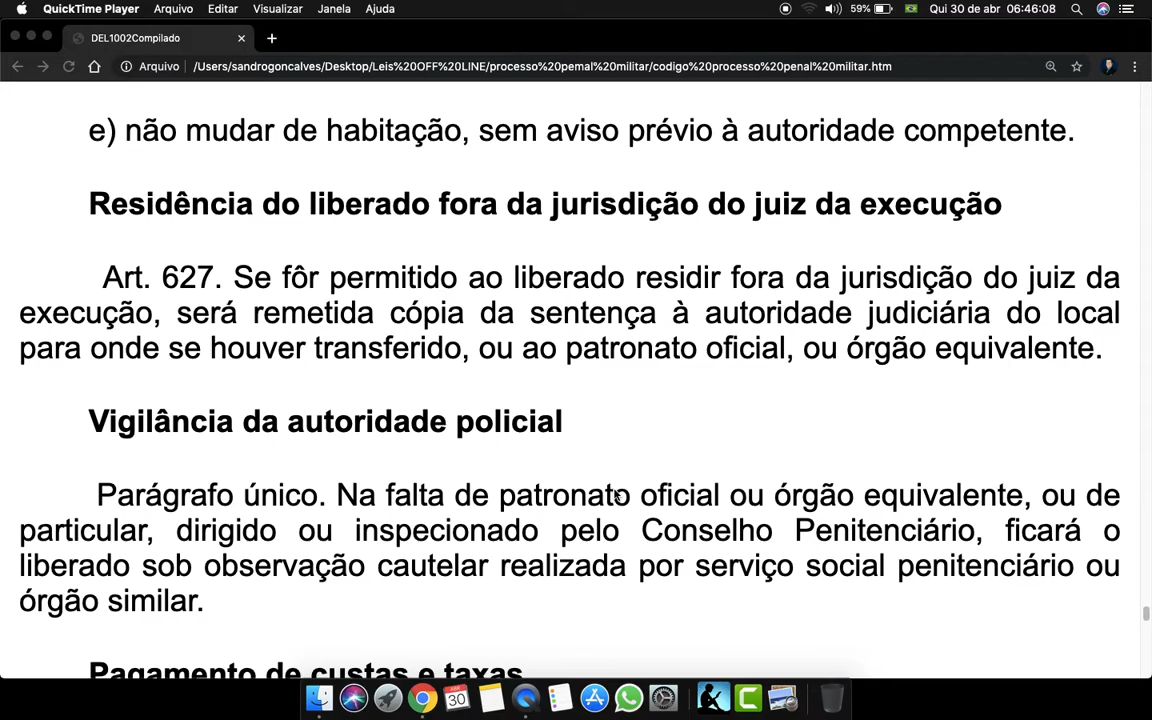 QuickTime Player Arquivo Editar Visualizar Janela Ajuda 59% Qui 30 de abr 06:46:08
DEL1002Compilado
Arquivo /Users/sandrogoncalves/Desktop/Leis%20OFF%20LINE/processo%20pemal%20militar/codigo%20processo%20penal%20militar.htm
e) não mudar de habitação, sem aviso prévio à autoridade competente.
Residência do liberado fora da jurisdição do juiz da execução
Art. 627. Se fôr permitido ao liberado residir fora da jurisdição do juiz da
execução, será remetida cópia da sentença à autoridade judiciária do local
para onde se houver transferido, ou ao patronato oficial, ou órgão equivalente.
Vigilância da autoridade policial
Parágrafo único. Na falta de patronato oficial ou órgão equivalente, ou de
particular, dirigido ou inspecionado pelo Conselho Penitenciário, ficará o
liberado sob observação cautelar realizada por serviço social penitenciário ou
órgão similar.
Pagamento de custas e taxas
ABR
30